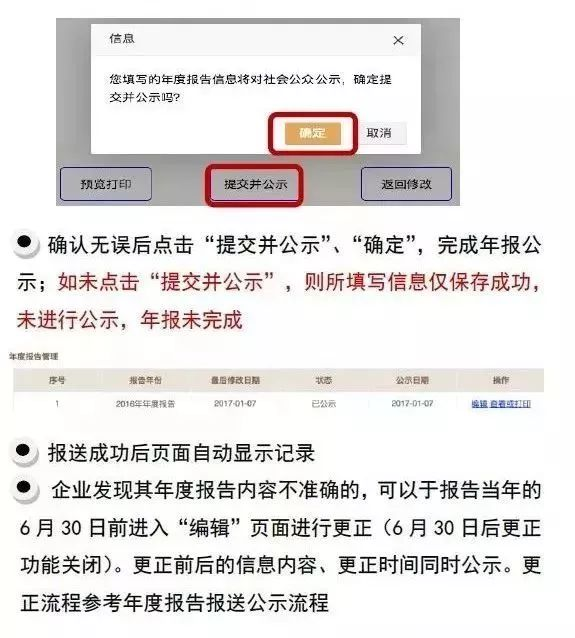 信息
您填写的年度报告信息将对社会公众公示，确定提
交并公示吗？
确定
取消
预览打印
提交并公示
返回修改
确认无误后点击“提交并公示”、“确定”，完成年报公
示；如未点击“提交并公示”，则所填写信息仅保存成功，
未进行公示，年报未完成
年度报告管理
序号 报告年份 最后修改日期 状态 公示日期 操作
1 2016年年度报告 2017-01-07 已公示 2017-01-07 编辑 查看或打印
报送成功后页面自动显示记录
企业发现其年度报告内容不准确的，可以于报告当年的
6月30日前进入“编辑”页面进行更正（6月30日后更正
功能关闭）。更正前后的信息内容、更正时间同时公示。更
正流程参考年度报告报送公示流程